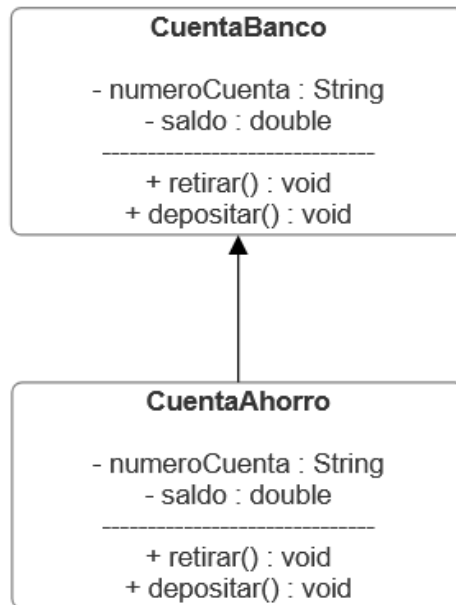 CuentaBanco
- numeroCuenta : String
- saldo : double
------------------------------
+ retirar() : void
+ depositar() : void
CuentaAhorro
- numeroCuenta : String
- saldo : double
------------------------------
+ retirar() : void
+ depositar() : void